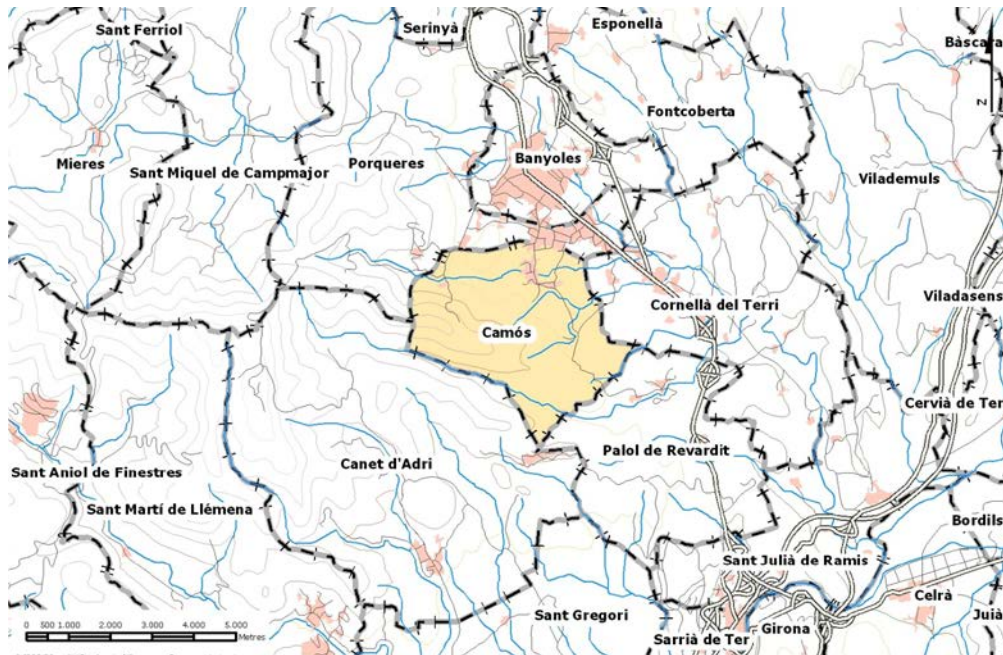 Sant Ferriol
Serinyà
Esponellà
Bàscara
Fontcoberta
Z
Mieres
Sant Miquel de Campmajor
Porqueres
Banyoles
Vilademuls
Viladasens
Cornellà del Terri
Camós
Cervià de Ter
Sant Aniol de Finestres
Canet d'Adri
Palol de Revardit
Sant Martí de Llémena
Bordils
Sant Julià de Ramis
Celrà
Sant Gregori
Juià
Girona
Sarrià de Ter
0 1.000 2.000 3.000 4.000 5.000
Metres